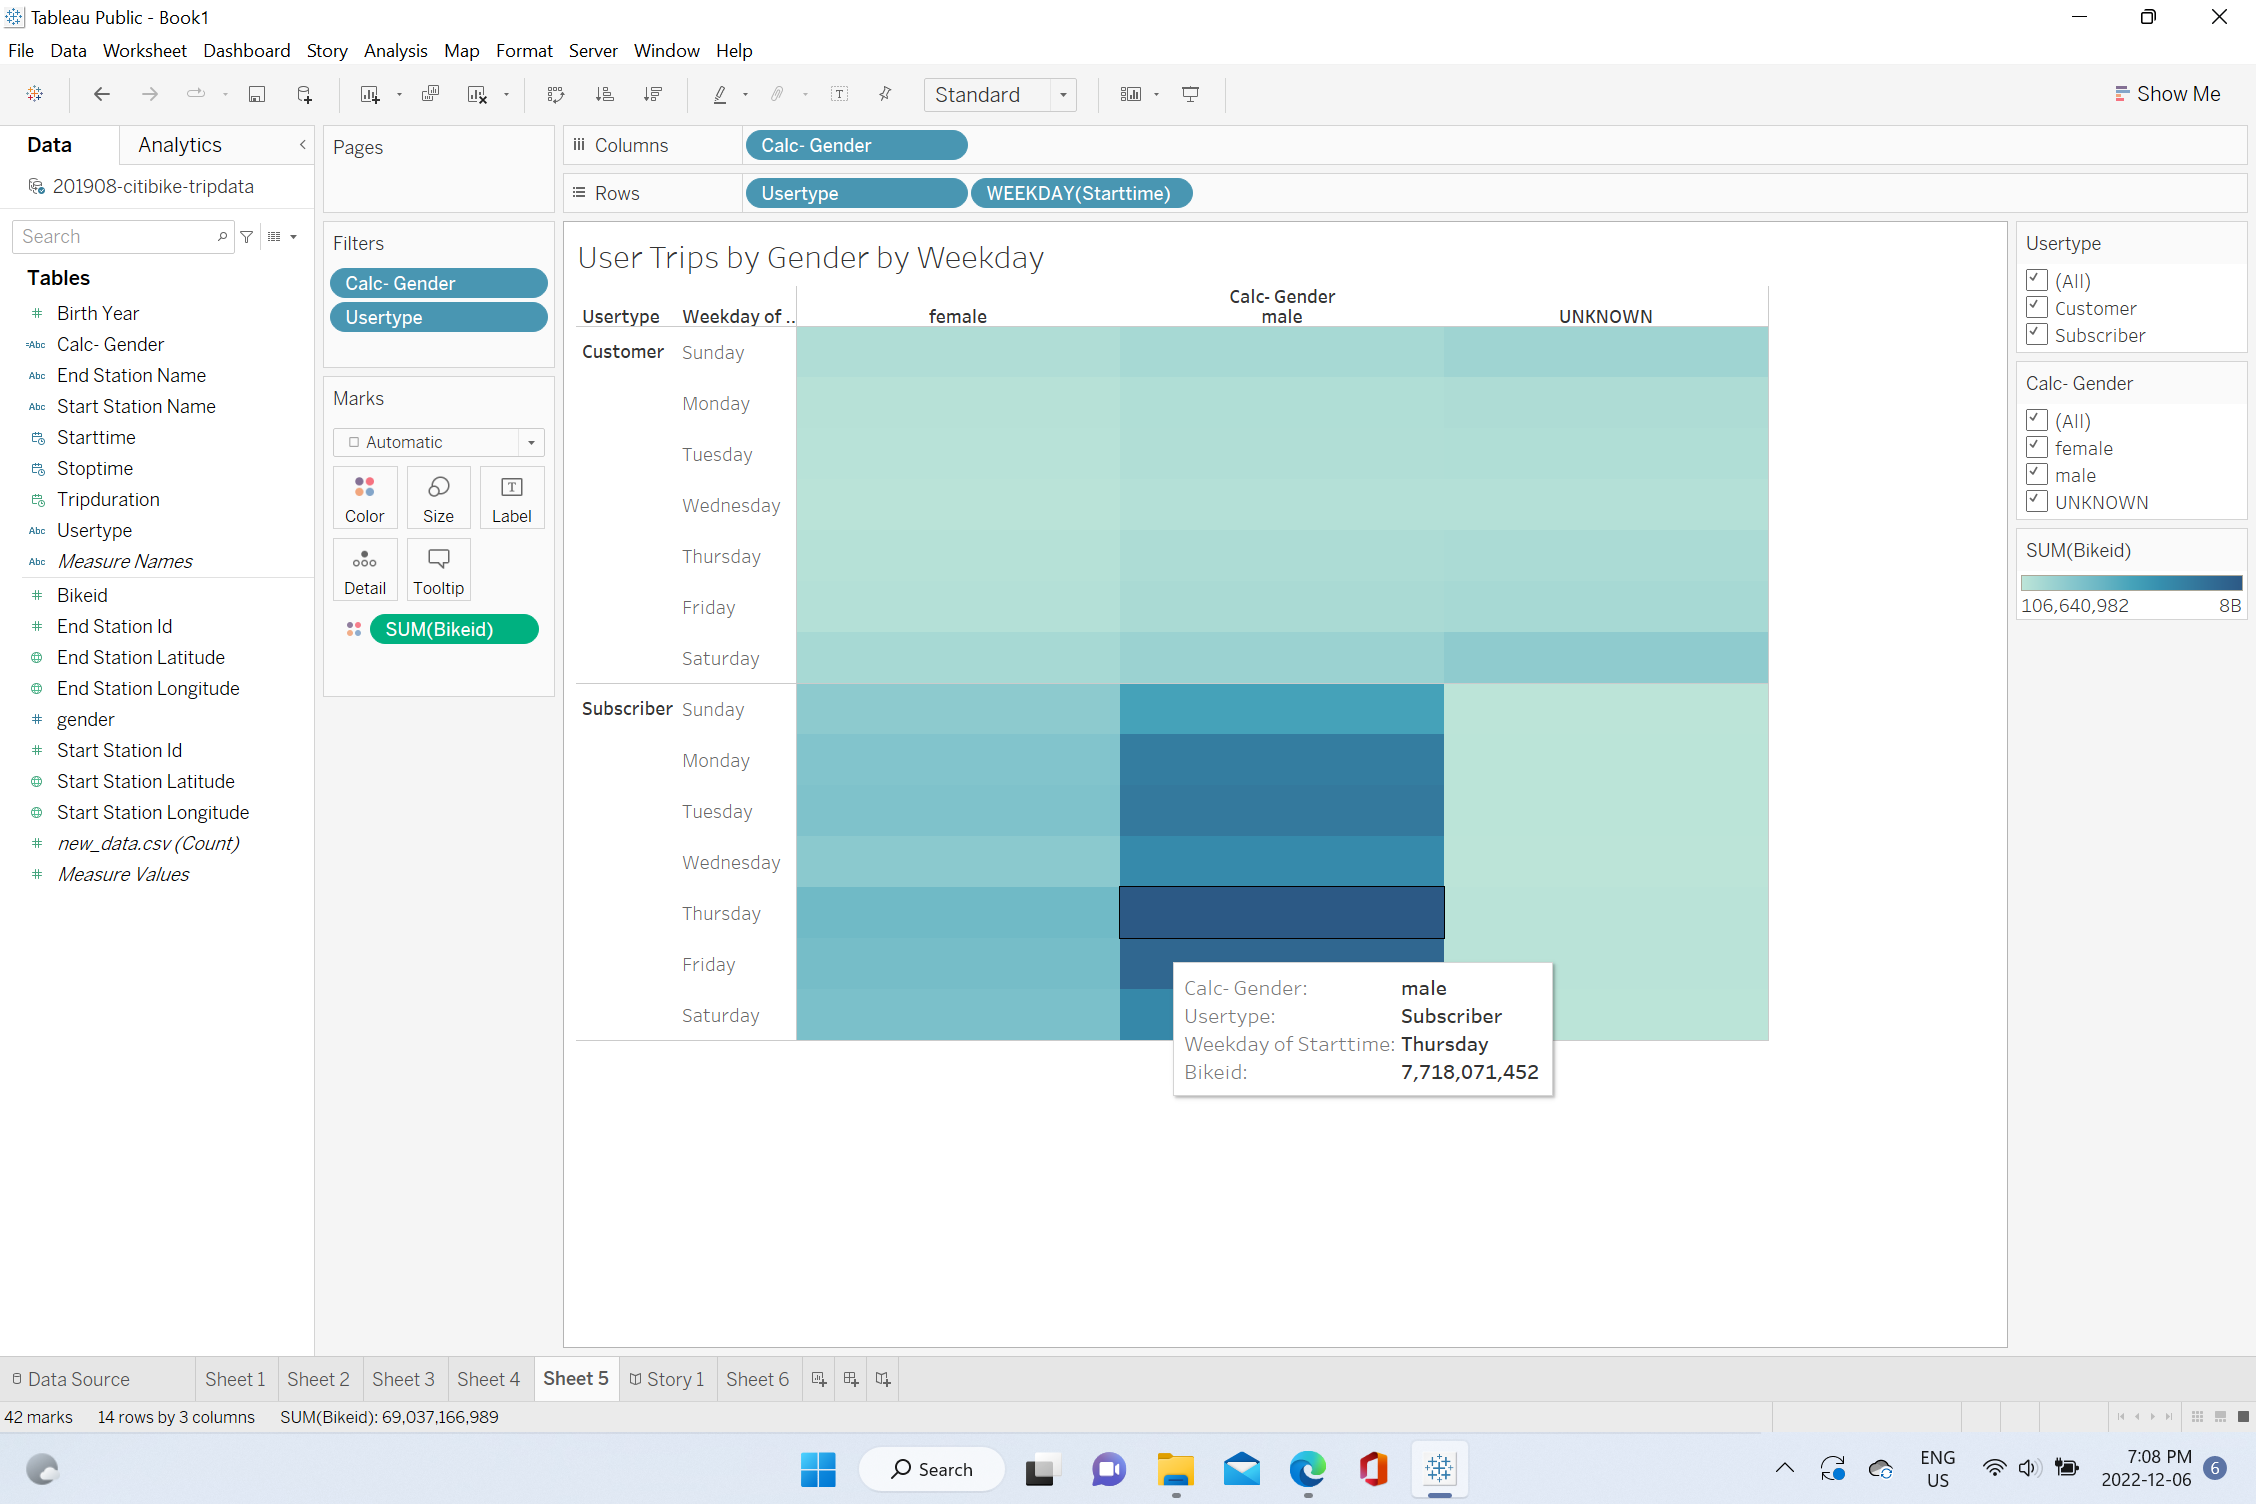 Tableau Public - Book1
File Data Worksheet Dashboard Story Analysis Map Format Server Window Help
Standard
Show Me
Data
Analytics
201908-citibike-tripdata
Search
Tables
Birth Year
=Abc Calc- Gender
Abc End Station Name
Abc Start Station Name
Starttime
Stoptime
Tripduration
Abc Usertype
Abc Measure Names
Bikeid
End Station Id
End Station Latitude
End Station Longitude
gender
Start Station Id
Start Station Latitude
Start Station Longitude
new_data.csv (Count)
Measure Values
Pages
Filters
Calc- Gender
Usertype
Marks
Automatic
Color
Size
Label
Detail
Tooltip
SUM(Bikeid)
Columns
Calc- Gender
Rows
Usertype
WEEKDAY(Starttime)
User Trips by Gender by Weekday
Calc- Gender
Usertype Weekday of .. female male UNKNOWN
Customer Sunday
Monday
Tuesday
Wednesday
Thursday
Friday
Saturday
Subscriber Sunday
Monday
Tuesday
Wednesday
Thursday
Friday
Saturday
Calc- Gender: male
Usertype: Subscriber
Weekday of Starttime: Thursday
Bikeid: 7,718,071,452
Usertype
(All)
Customer
Subscriber
Calc- Gender
(All)
female
male
UNKNOWN
SUM(Bikeid)
106,640,982 8B
Data Source Sheet 1 Sheet 2 Sheet 3 Sheet 4 Sheet 5 Story 1 Sheet 6
42 marks 14 rows by 3 columns SUM(Bikeid): 69,037,166,989
Search
ENG
US
7:08 PM
2022-12-06
6